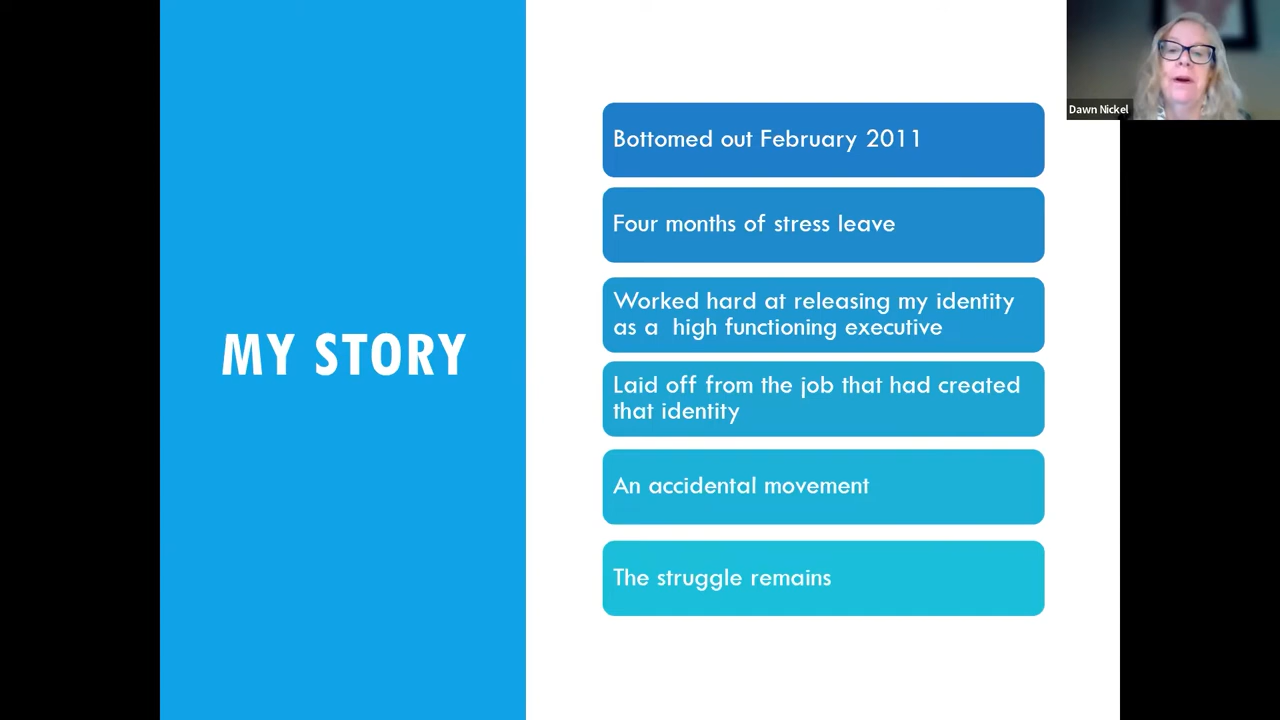 MY STORY
Bottomed out February 2011
Four months of stress leave
Worked hard at releasing my identity
as a  high functioning executive
Laid off from the job that had created
that identity
An accidental movement
The struggle remains
Dawn Nickel